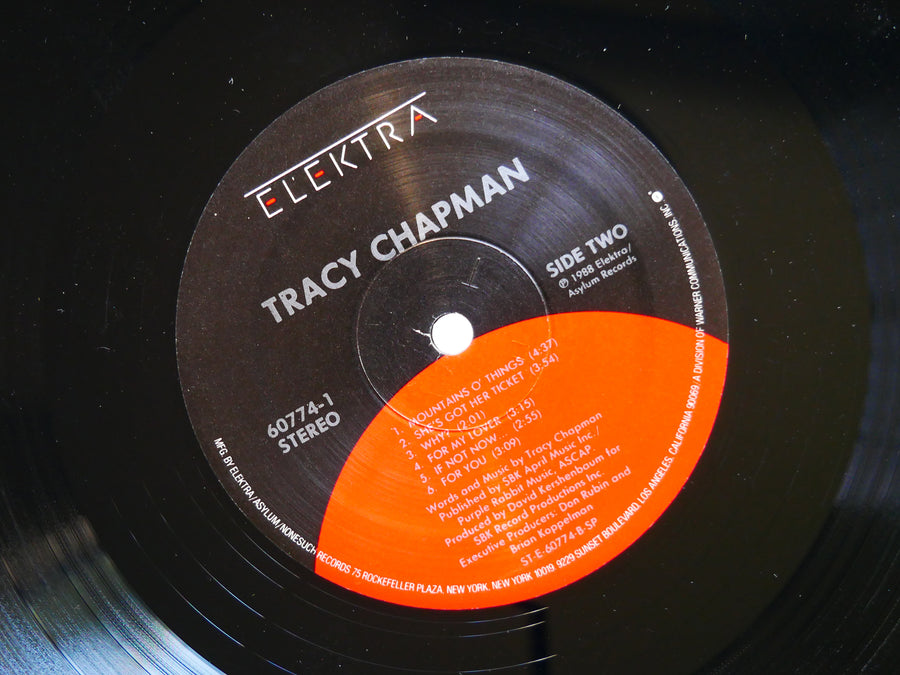 ELEKTRA
TRACY CHAPMAN
SIDE TWO
℗ 1988 Elektra/
Asylum Records
60774-1
STEREO
1. MOUNTAINS O' THINGS (4:37)
2. SHE'S GOT HER TICKET (3:54)
3. WHY? (2:01)
4. FOR MY LOVER (3:15)
5. IF NOT NOW... (2:55)
6. FOR YOU (3:09)
Words and Music by Tracy Chapman
Published by SBK April Music Inc./
Purple Rabbit Music, ASCAP
Produced by David Kershenbaum for
SBK Record Productions Inc.
Executive Producers: Don Rubin and
Brian Koppelman
ST-E-60774-B-SP
MFG. BY ELEKTRA/ASYLUM/NONESUCH RECORDS 75 ROCKEFELLER PLAZA, NEW YORK, NEW YORK 10019. 9229 SUNSET BOULEVARD, LOS ANGELES, CALIFORNIA 90069. A DIVISION OF WARNER COMMUNICATIONS, INC.